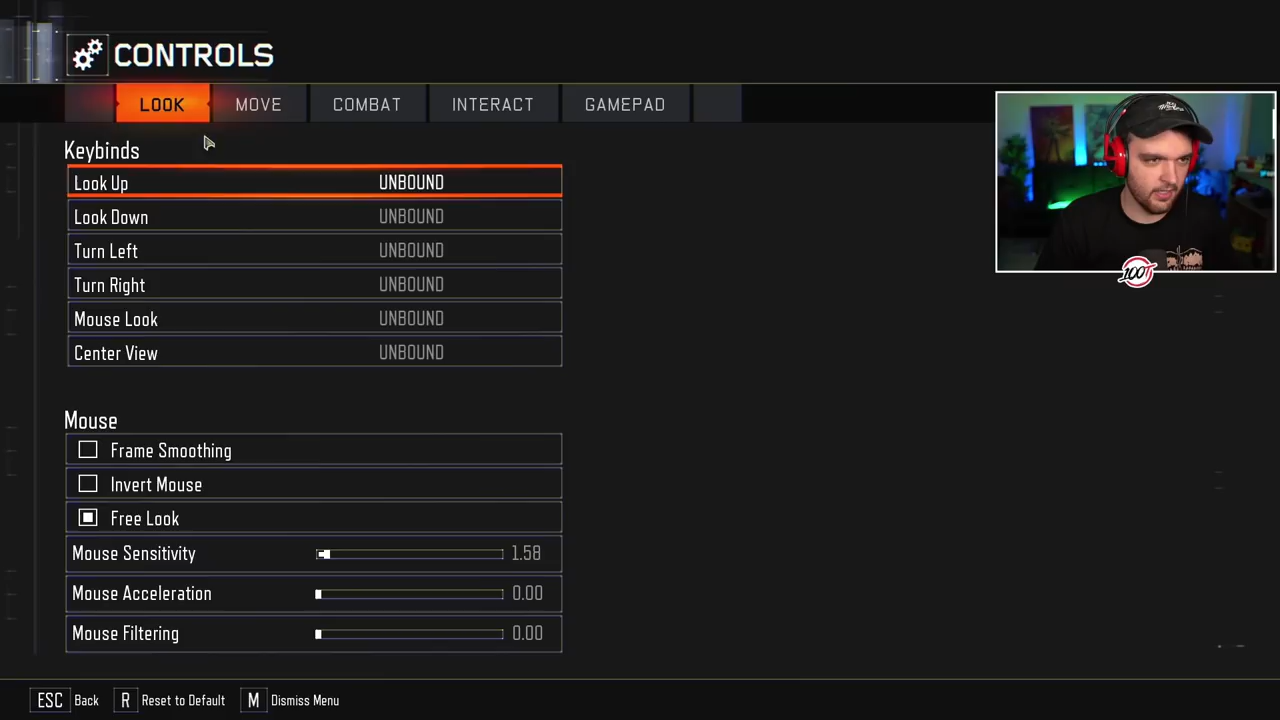 CONTROLS
LOOK MOVE COMBAT INTERACT GAMEPAD
Keybinds
Look Up UNBOUND
Look Down UNBOUND
Turn Left UNBOUND
Turn Right UNBOUND
Mouse Look UNBOUND
Center View UNBOUND
Mouse
Frame Smoothing
Invert Mouse
Free Look
Mouse Sensitivity 1.58
Mouse Acceleration 0.00
Mouse Filtering 0.00
100T
ESC Back R Reset to Default M Dismiss Menu